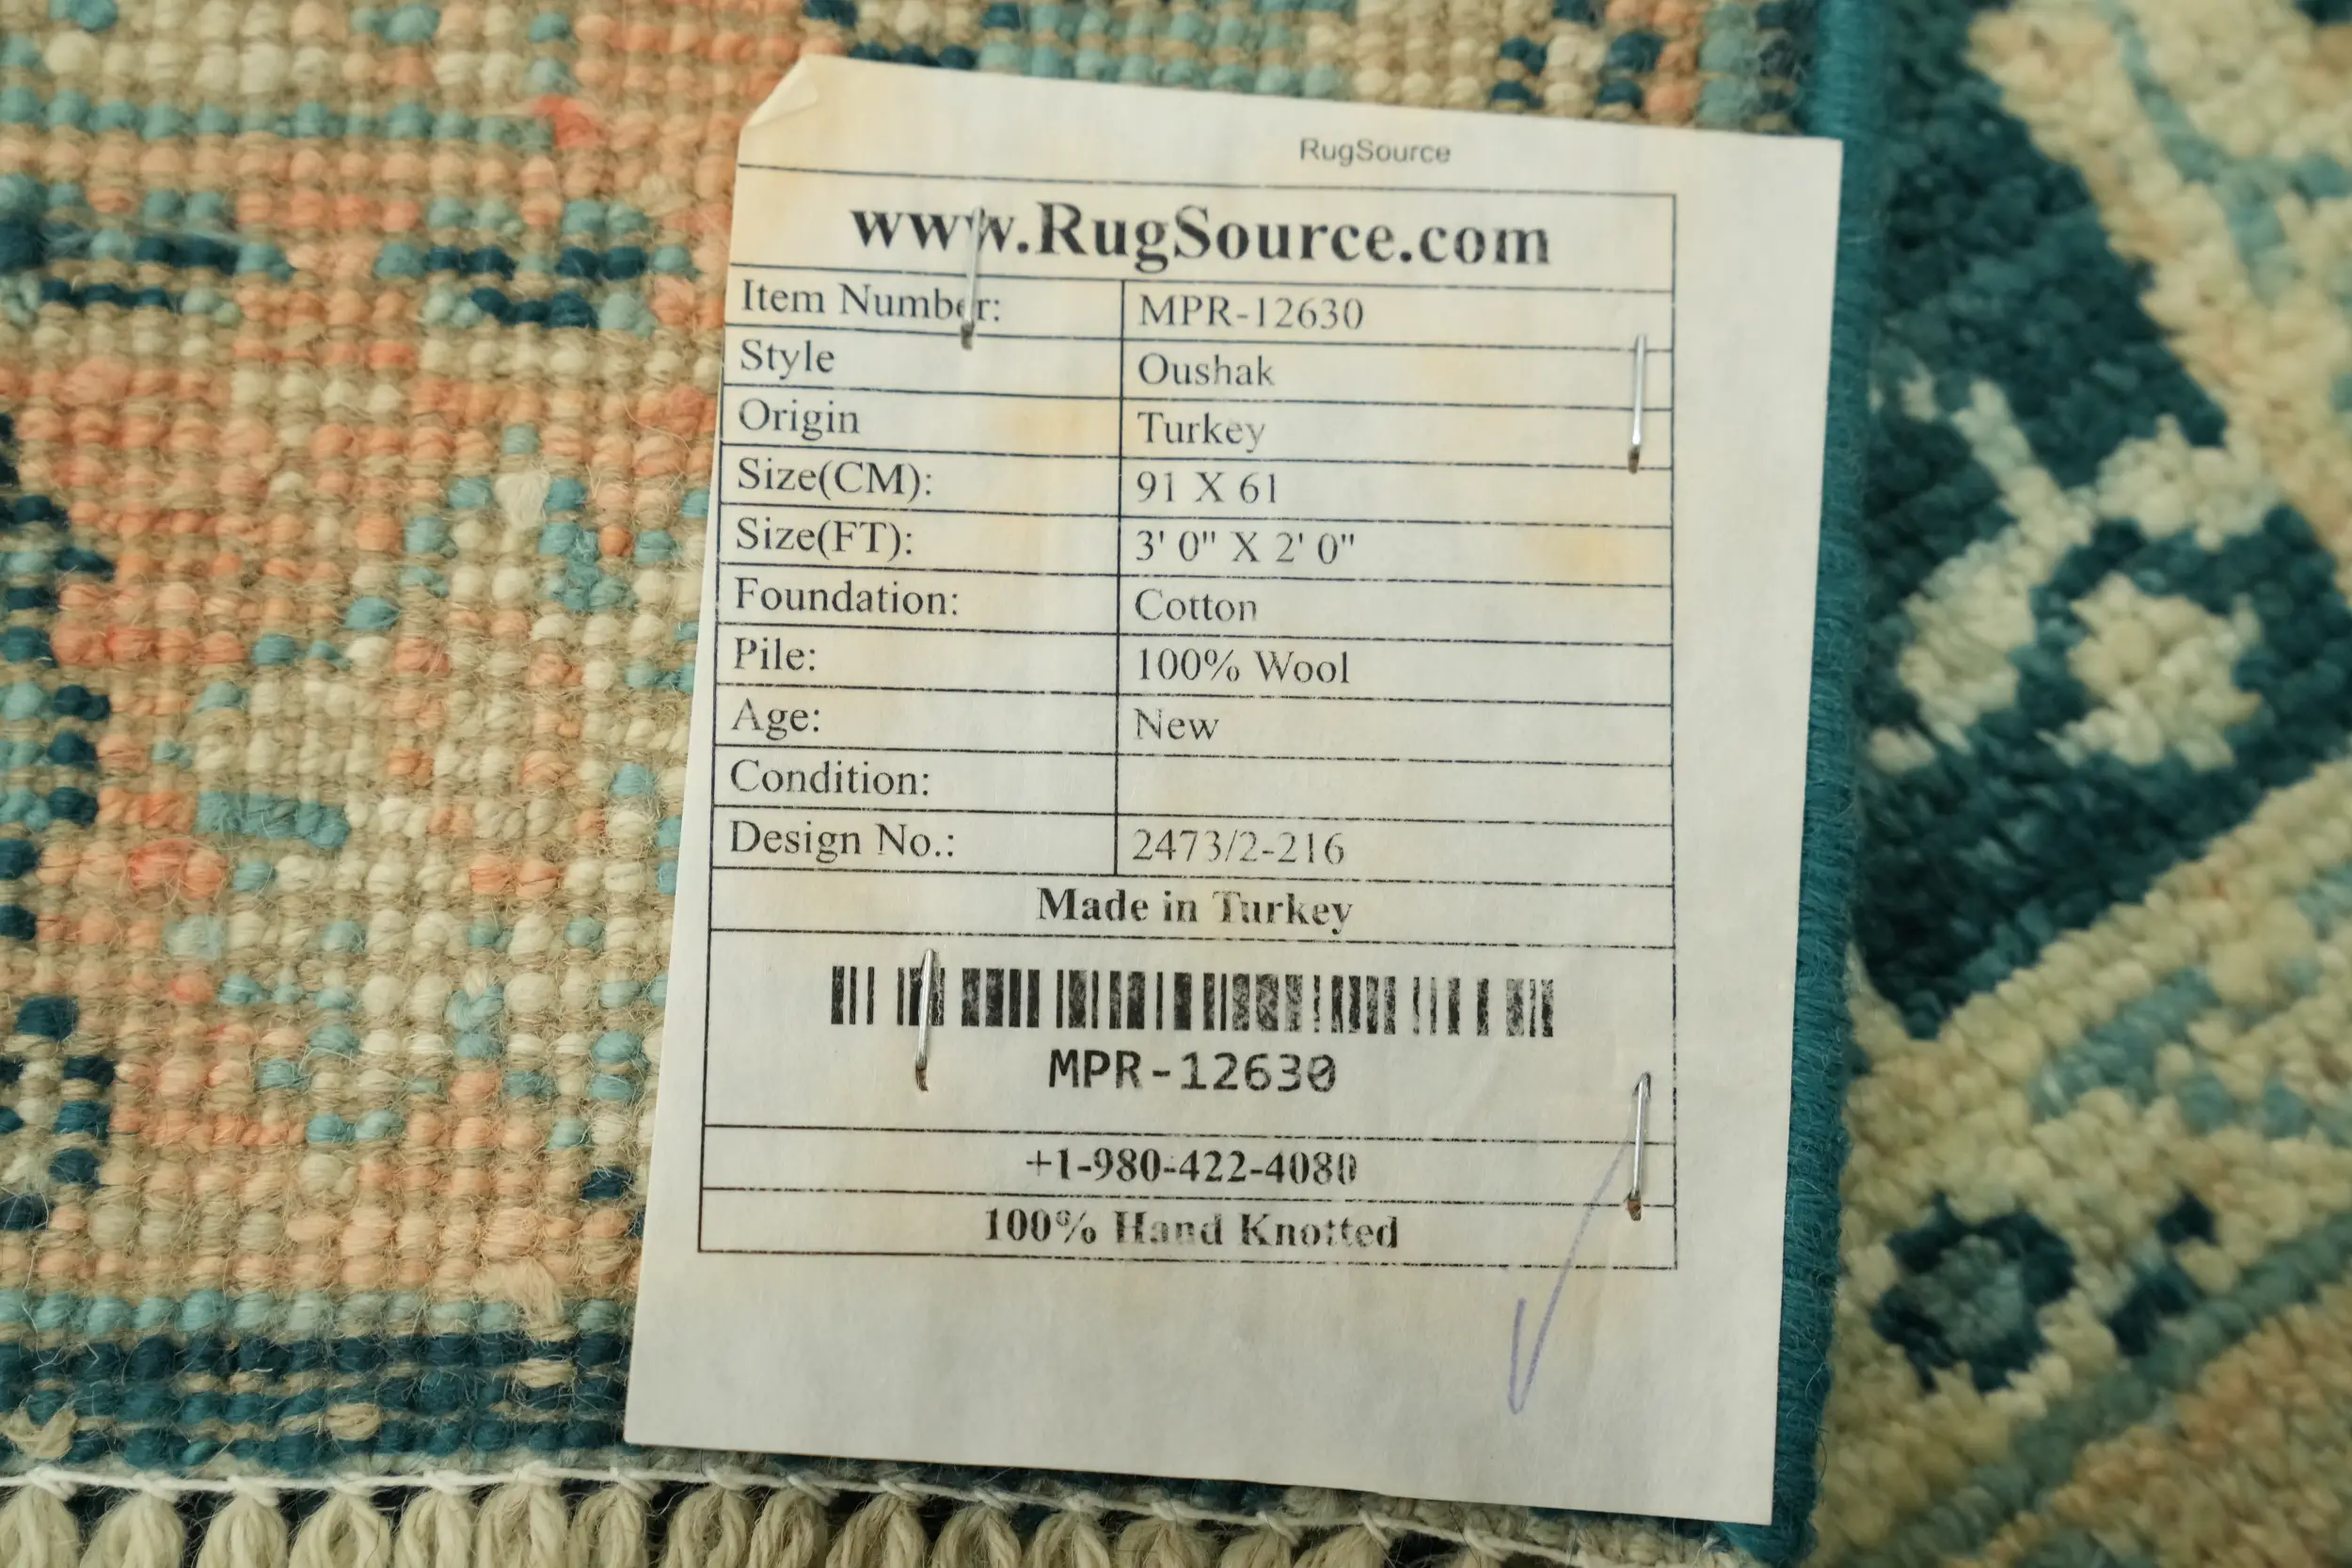 RugSource
www.RugSource.com
Item Number: MPR-12630
Style Oushak
Origin Turkey
Size(CM): 91 X 61
Size(FT): 3' 0" X 2' 0"
Foundation: Cotton
Pile: 100% Wool
Age: New
Condition:
Design No.: 2473/2-216
Made in Turkey
MPR-12630
+1-980-422-4080
100% Hand Knotted